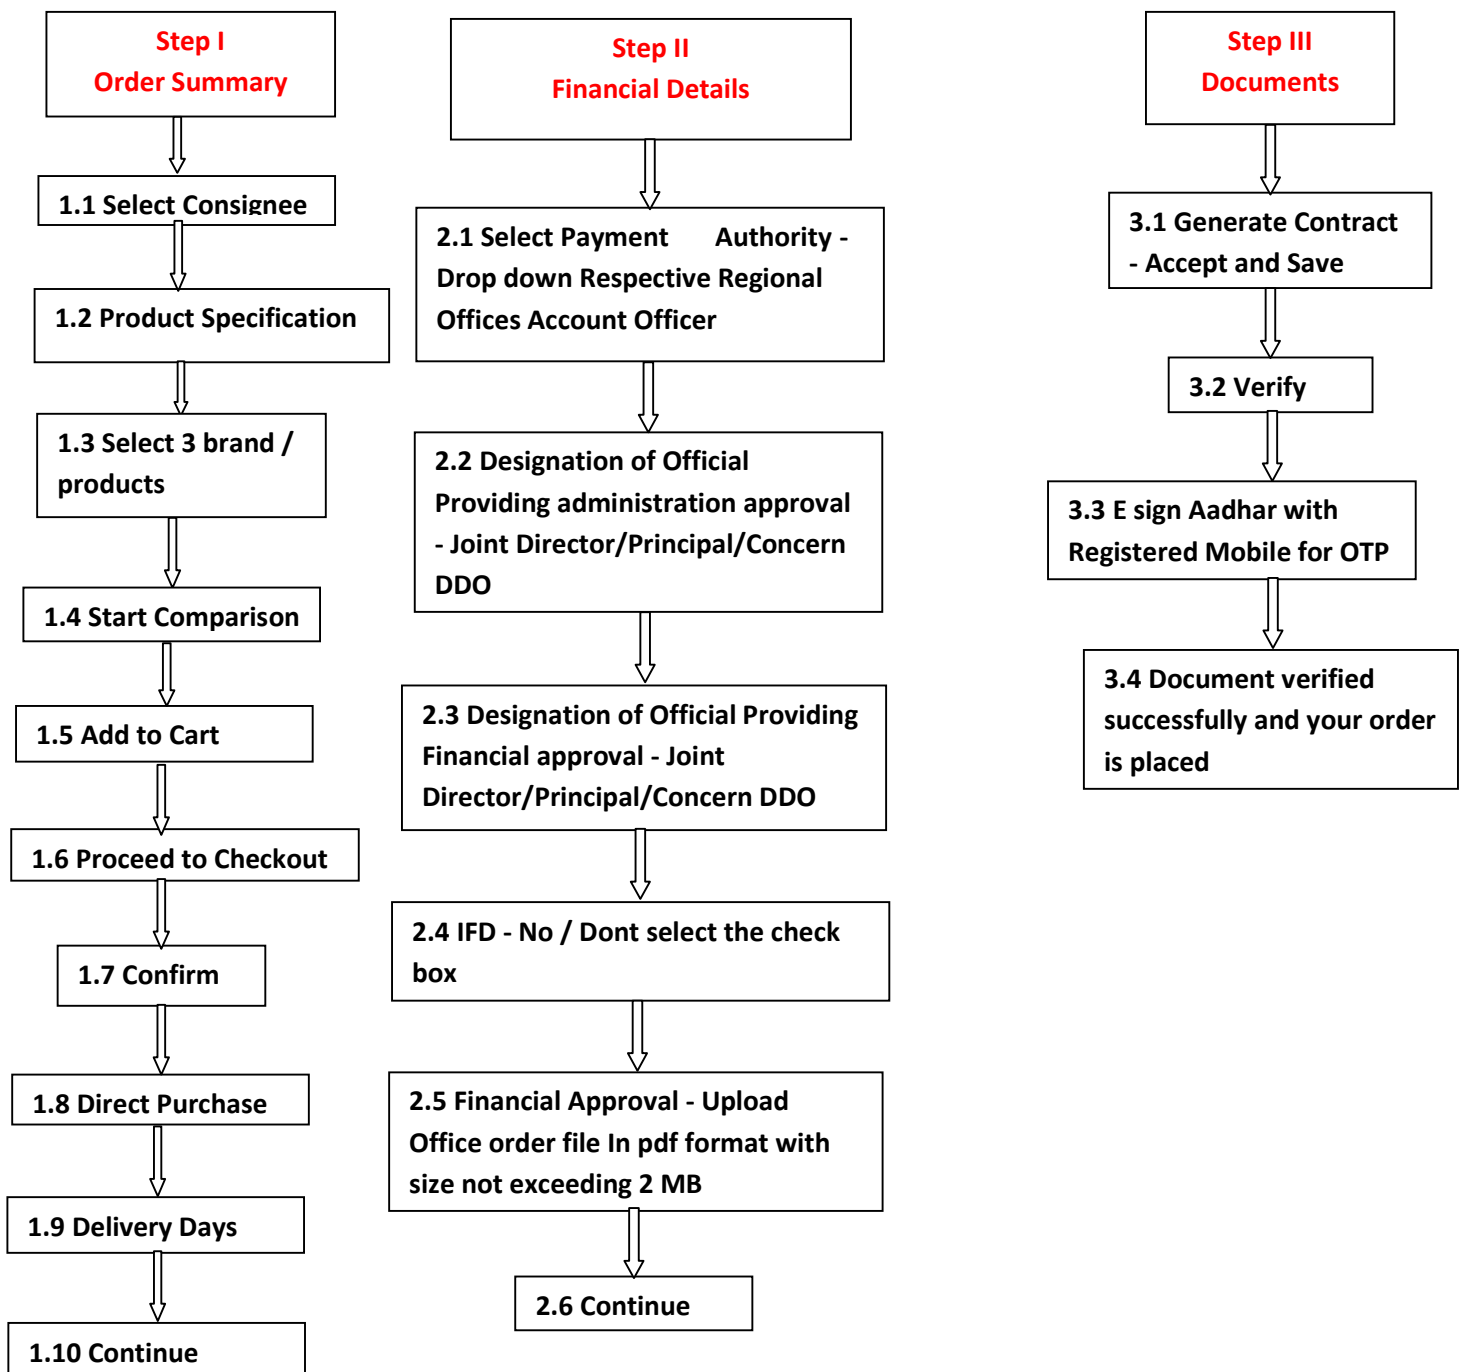 Step I
Order Summary
1.1 Select Consignee
1.2 Product Specification
1.3 Select 3 brand /
products
1.4 Start Comparison
1.5 Add to Cart
1.6 Proceed to Checkout
1.7 Confirm
1.8 Direct Purchase
1.9 Delivery Days
1.10 Continue
Step II
Financial Details
2.1 Select Payment Authority -
Drop down Respective Regional
Offices Account Officer
2.2 Designation of Official
Providing administration approval
- Joint Director/Principal/Concern
DDO
2.3 Designation of Official Providing
Financial approval - Joint
Director/Principal/Concern DDO
2.4 IFD - No / Dont select the check
box
2.5 Financial Approval - Upload
Office order file In pdf format with
size not exceeding 2 MB
2.6 Continue
Step III
Documents
3.1 Generate Contract
- Accept and Save
3.2 Verify
3.3 E sign Aadhar with
Registered Mobile for OTP
3.4 Document verified
successfully and your order
is placed